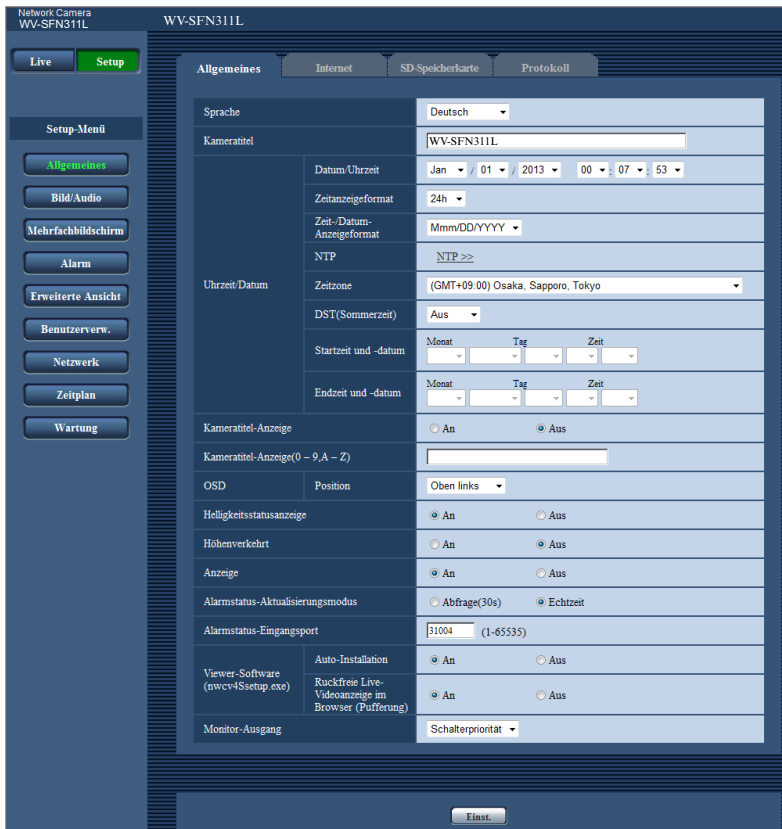 Network Camera
WV-SFN311L
WV-SFN311L
Live Setup
Setup-Menü
Allgemeines
Bild/Audio
Mehrfachbildschirm
Alarm
Erweiterte Ansicht
Benutzerverw.
Netzwerk
Zeitplan
Wartung
Allgemeines Internet SD-Speicherkarte Protokoll
Sprache Deutsch
Kameratitel WV-SFN311L
Uhrzeit/Datum
Datum/Uhrzeit Jan / 01 / 2013 00 : 07 : 53
Zeitanzeigeformat 24h
Zeit-/Datum-
Anzeigeformat Mmm/DD/YYYY
NTP NTP >>
Zeitzone (GMT+09:00) Osaka, Sapporo, Tokyo
DST(Sommerzeit) Aus
Startzeit und -datum Monat Tag Zeit
Endzeit und -datum Monat Tag Zeit
Kameratitel-Anzeige An Aus
Kameratitel-Anzeige(0 – 9,A – Z)
OSD Position Oben links
Helligkeitsstatusanzeige An Aus
Höhenverkehrt An Aus
Anzeige An Aus
Alarmstatus-Aktualisierungsmodus Abfrage(30s) Echtzeit
Alarmstatus-Eingangsport 31004 (1-65535)
Viewer-Software
(nwcv4Ssetup.exe)
Auto-Installation An Aus
Ruckfreie Live-
Videoanzeige im
Browser (Pufferung) An Aus
Monitor-Ausgang Schalterpriorität
Einst.